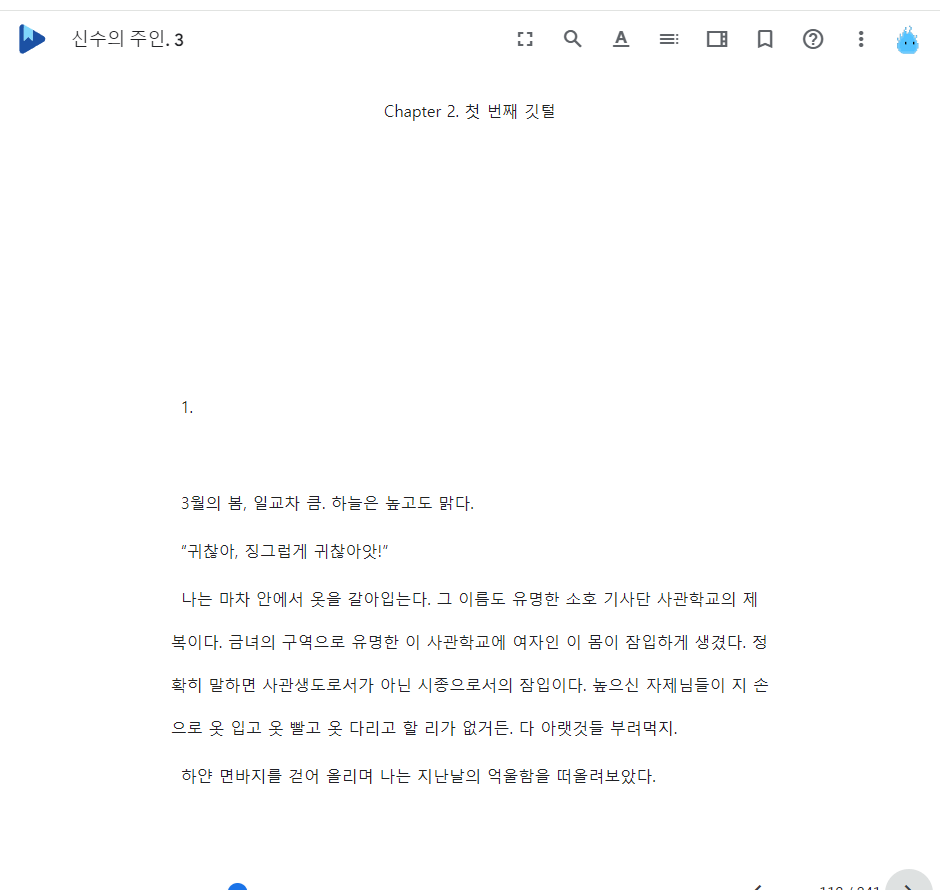 신수의 주인. 3
Chapter 2. 첫 번째 깃털
1.
3월의 봄, 일교차 큼. 하늘은 높고도 맑다.
“귀찮아, 징그럽게 귀찮아앗!”
나는 마차 안에서 옷을 갈아입는다. 그 이름도 유명한 소호 기사단 사관학교의 제
복이다. 금녀의 구역으로 유명한 이 사관학교에 여자인 이 몸이 잠입하게 생겼다. 정
확히 말하면 사관생도로서가 아닌 시종으로서의 잠입이다. 높으신 자제님들이 지 손
으로 옷 입고 옷 빨고 옷 다리고 할 리가 없거든. 다 아랫것들 부려먹지.
하얀 면바지를 걷어 올리며 나는 지난날의 억울함을 떠올려보았다.